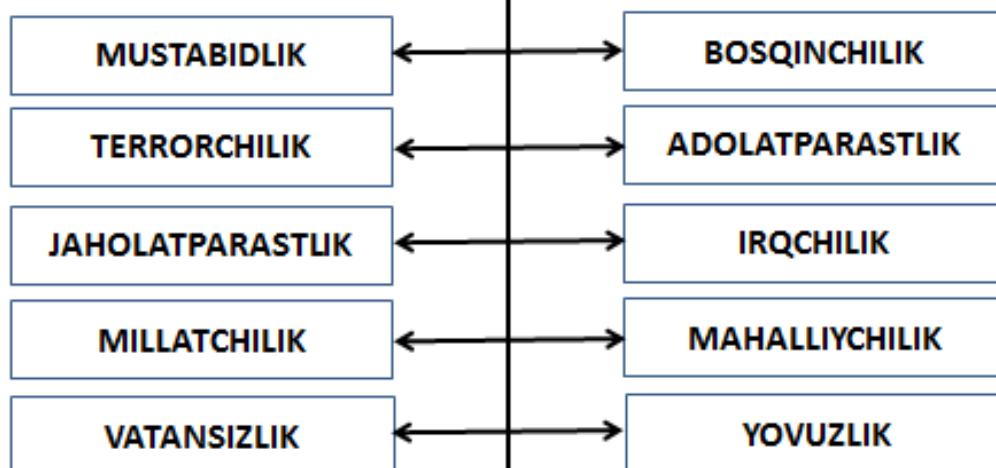 MUSTABIDLIK
BOSQINCHILIK
TERRORCHILIK
ADOLATPARASTLIK
JAHOLATPARASTLIK
IRQCHILIK
MILLATCHILIK
MAHALLIYCHILIK
VATANSIZLIK
YOVUZLIK